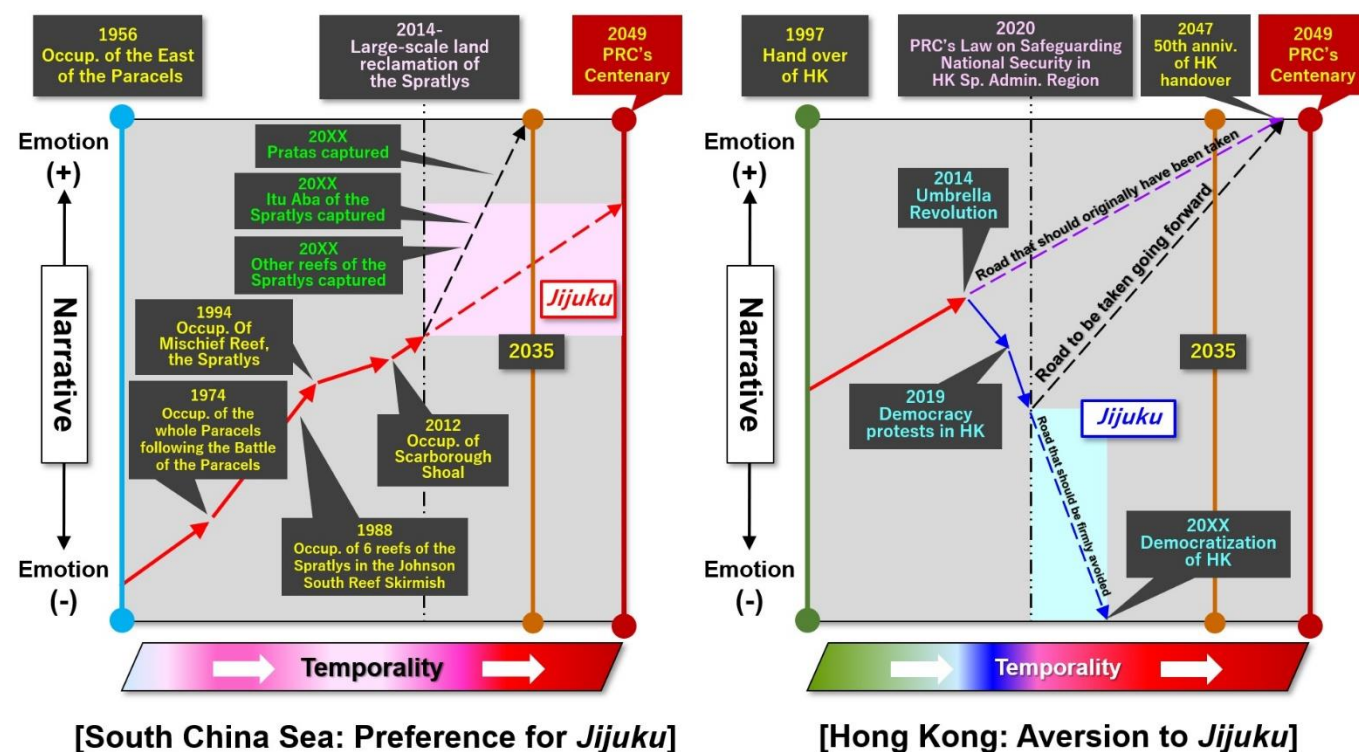 1956
Occup. of the East
of the Paracels
2014-
Large-scale land
reclamation
of the Spratlys
2049
PRC's
Centenary
Emotion
(+)
Narrative
Emotion
(-)
20XX
Pratas captured
20XX
Itu Aba of the
Spratlys captured
20XX
Other reefs of the
Spratlys captured
Jijuku
1994
Occup. Of
Mischief Reef,
the Spratlys
2035
1974
Occup. of the
whole Paracels
following the Battle
of the Paracels
2012
Occup. of
Scarborough
Shoal
1988
Occup. of 6 reefs of the
Spratlys in the Johnson
South Reef Skirmish
Temporality
[South China Sea: Preference for Jijuku]
1997
Hand over
of HK
2020
PRC's Law on Safeguarding
National Security in
HK Sp. Admin. Region
2047
50th anniv.
of HK
handover
2049
PRC's
Centenary
Emotion
(+)
Narrative
Emotion
(-)
2014
Umbrella
Revolution
Road that should originally have been taken
Road to be taken going forward
2035
2019
Democracy
protests in HK
Jijuku
Road that should be firmly avoided
20XX
Democratization
of HK
Temporality
[Hong Kong: Aversion to Jijuku]